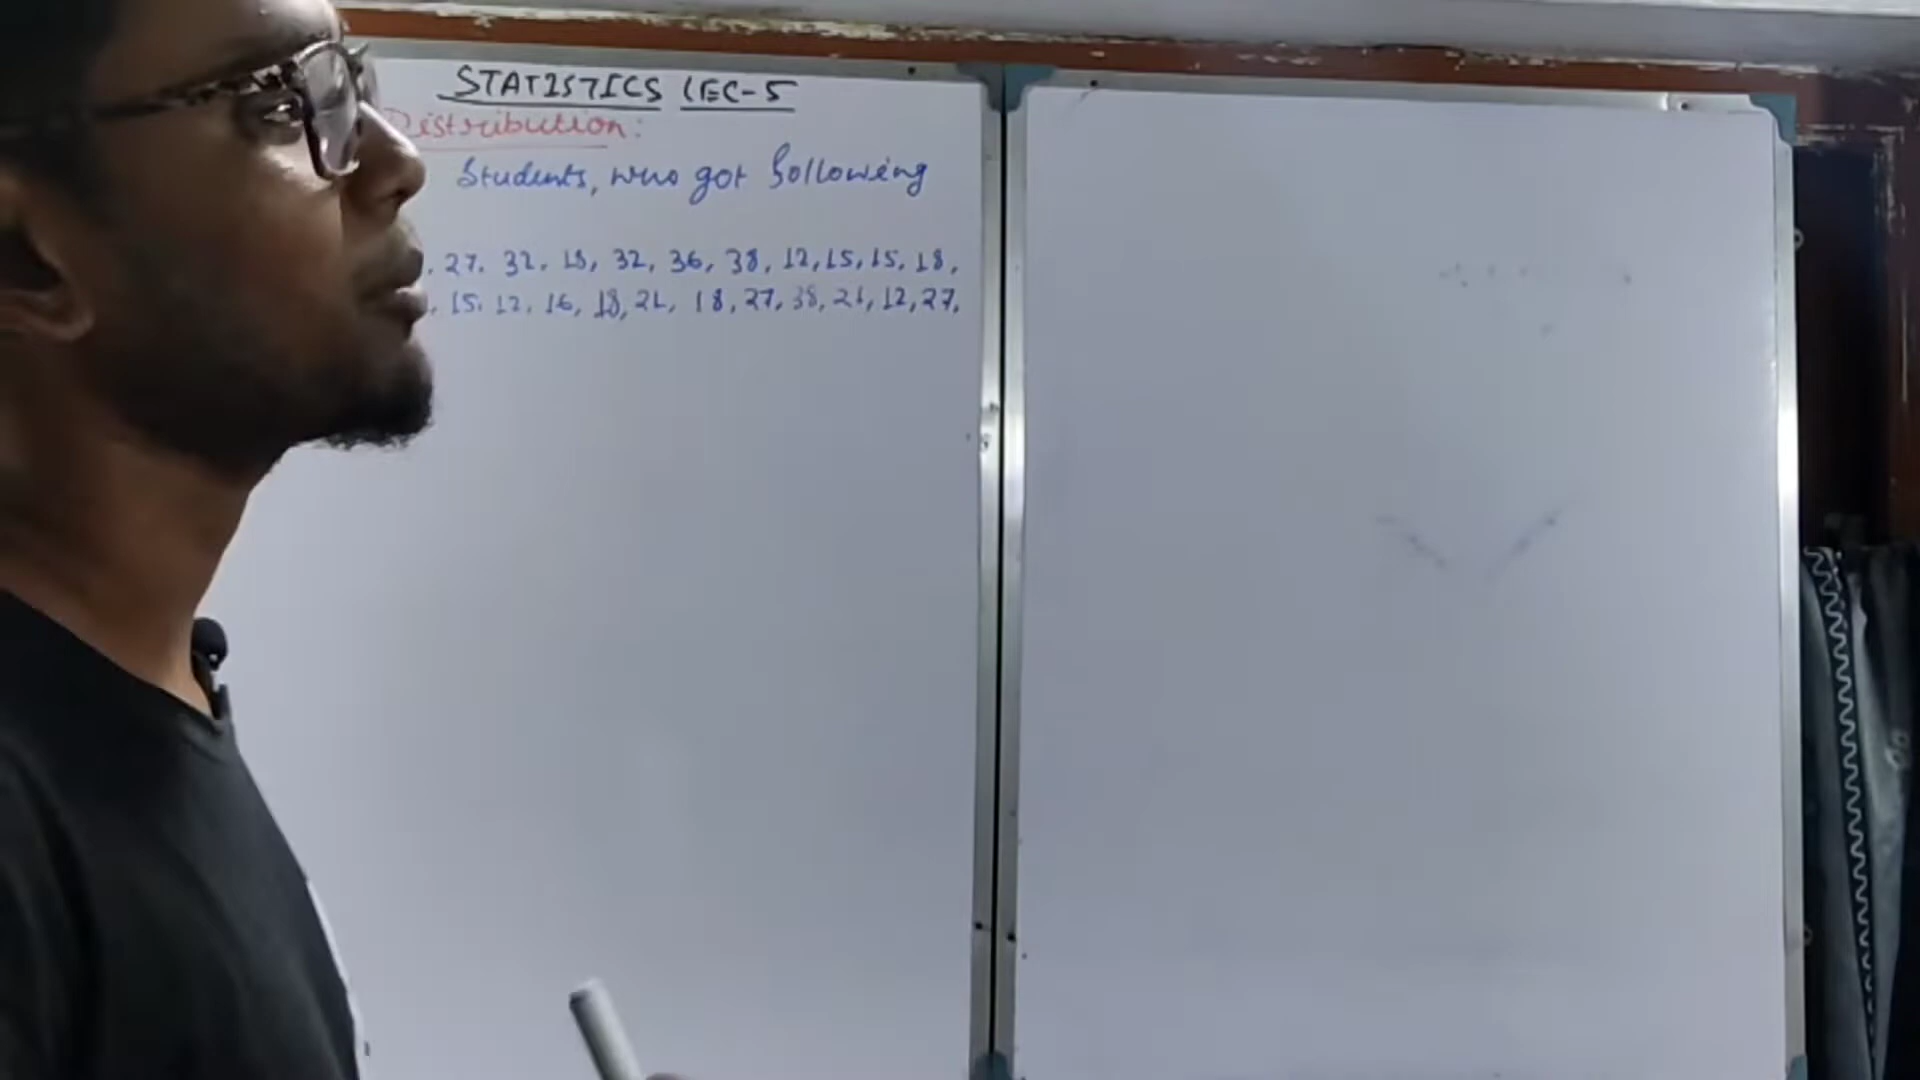 STATISTICS LEC-5
Distribution:
Students, who got following
. 27. 32. 18, 32, 36, 38, 12, 15, 15, 18,
, 15. 12, 16, 18, 21, 18, 27, 38, 21, 12, 27.